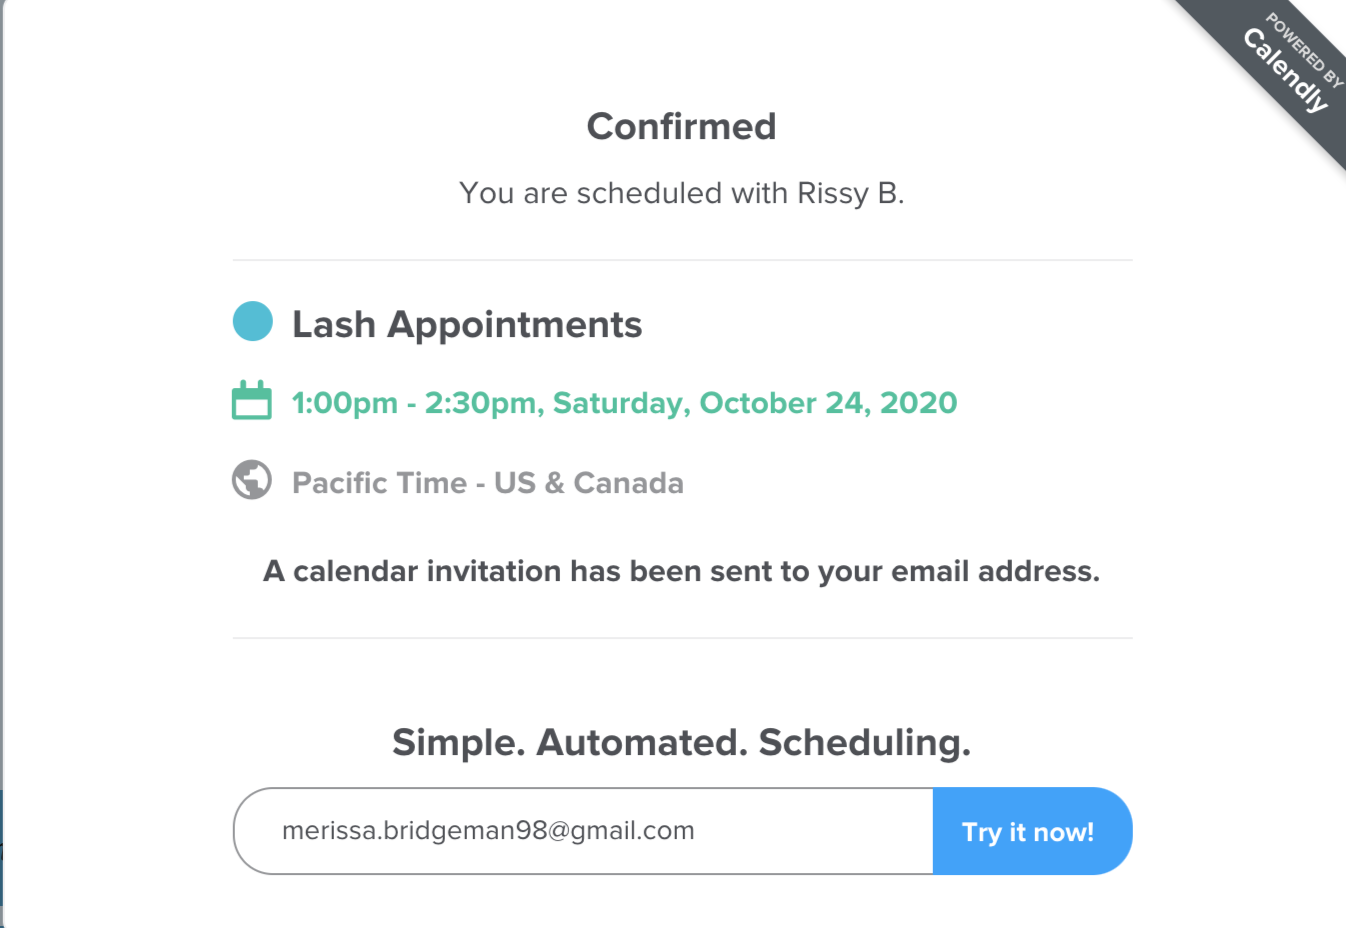 POWERED BY
Calendly
Confirmed
You are scheduled with Rissy B.
Lash Appointments
1:00pm - 2:30pm, Saturday, October 24, 2020
Pacific Time - US & Canada
A calendar invitation has been sent to your email address.
Simple. Automated. Scheduling.
merissa.bridgeman98@gmail.com
Try it now!